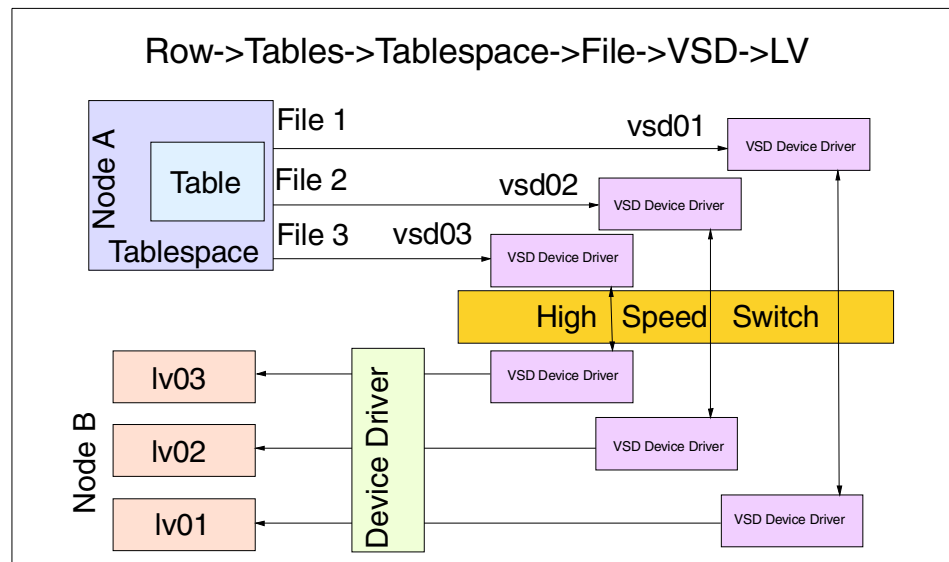 Row->Tables->Tablespace->File->VSD->LV
Node A
Table
Tablespace
File 1
vsd01
VSD Device Driver
File 2
vsd02
VSD Device Driver
File 3
vsd03
VSD Device Driver
High Speed Switch
Node B
lv03
Device Driver
VSD Device Driver
lv02
VSD Device Driver
lv01
VSD Device Driver